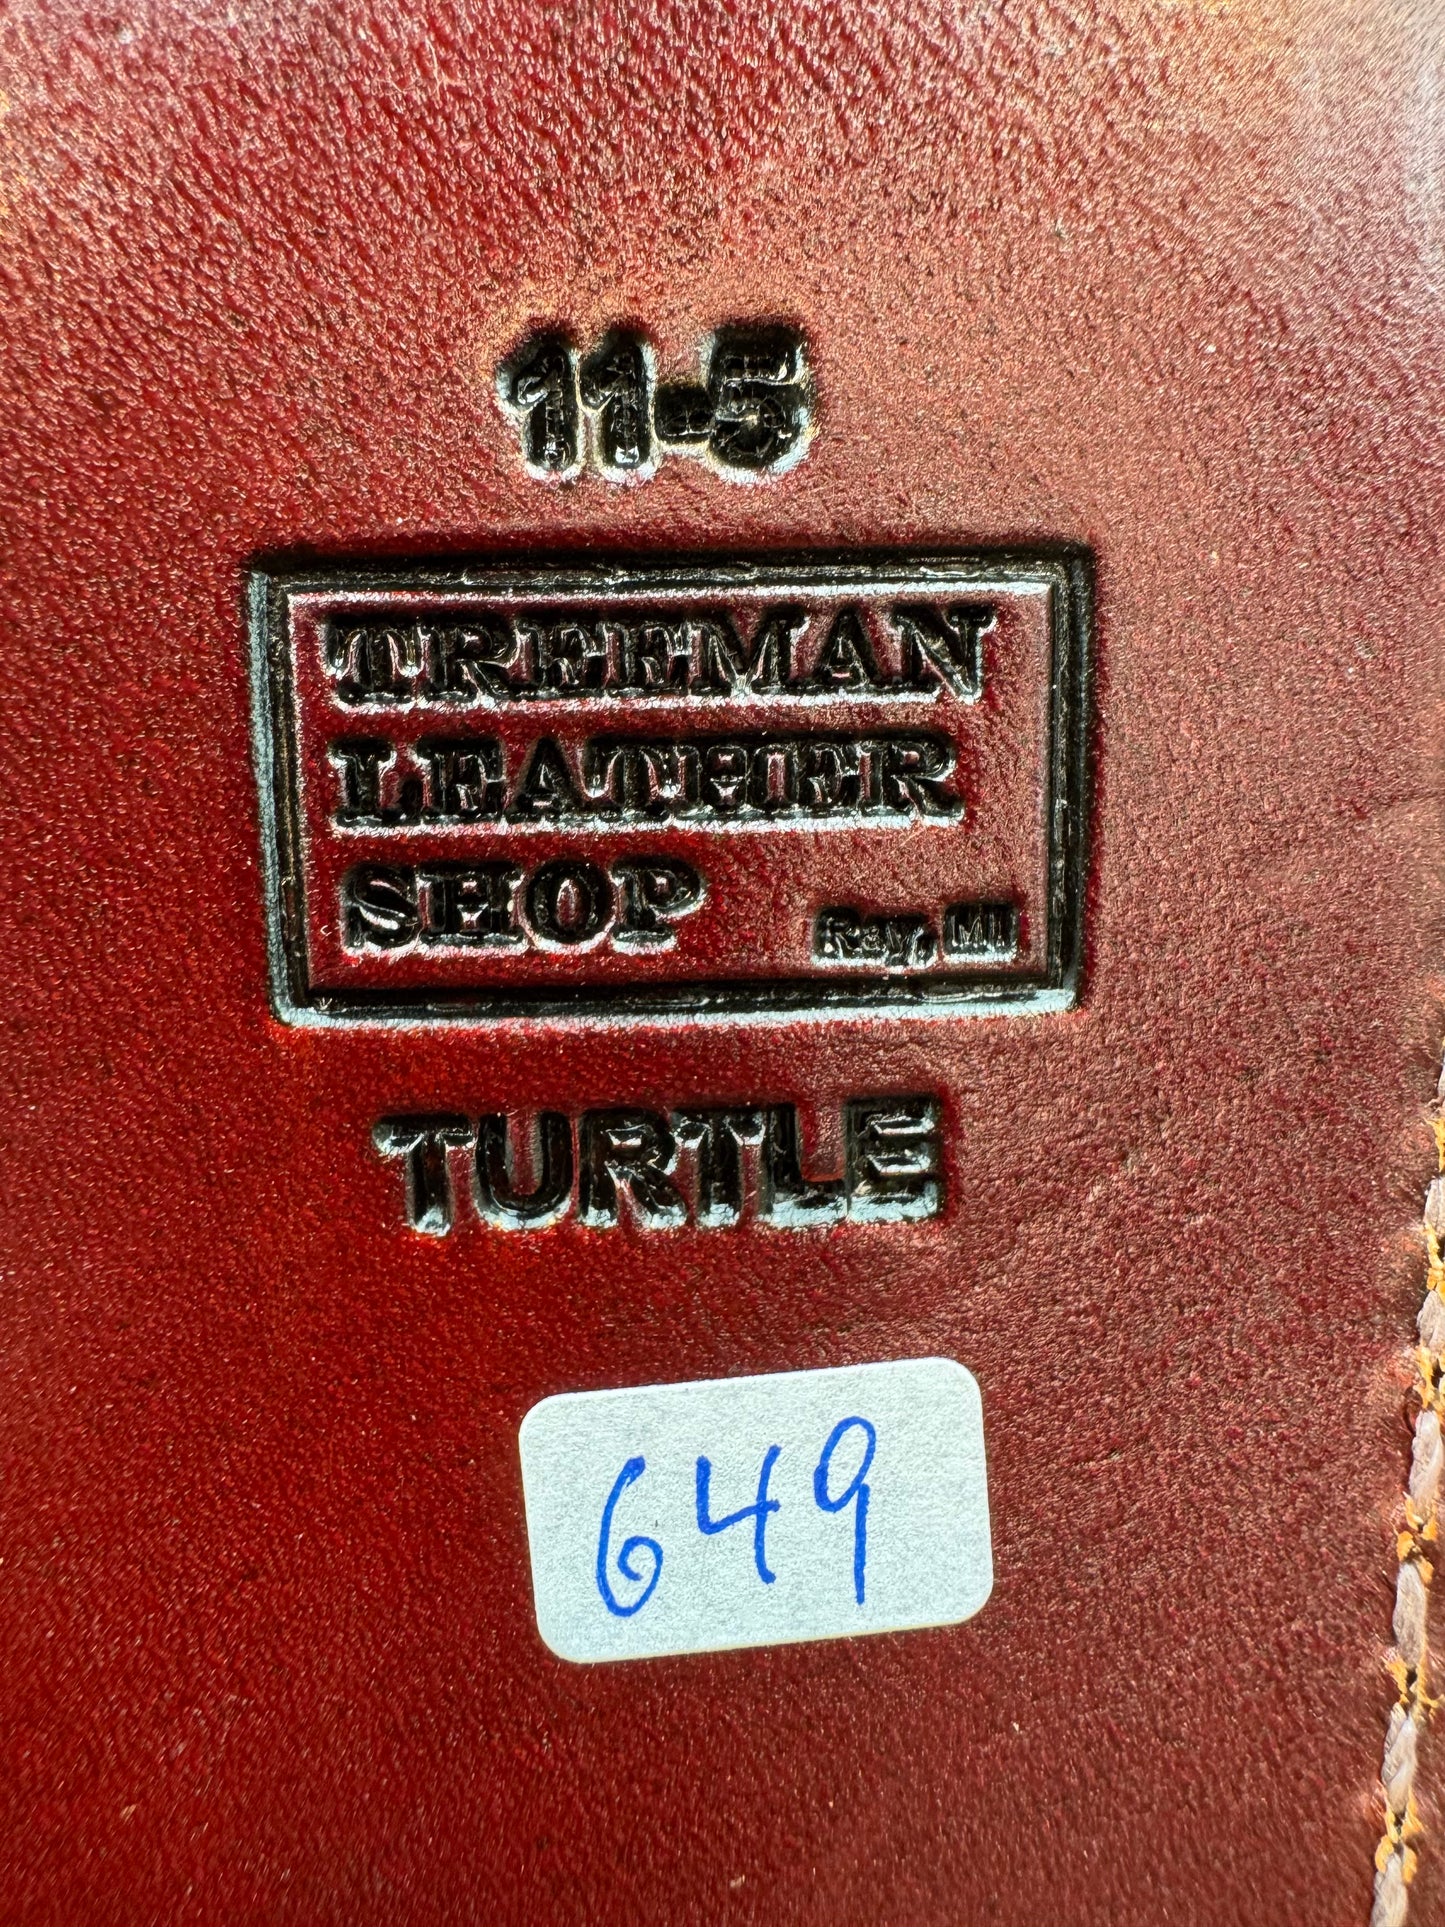 11-5
TREEMAN
LEATHER
SHOP Ray, MI
TURTLE
649